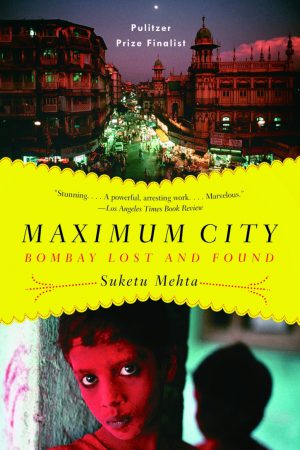 Pulitzer
Prize Finalist
"Stunning. . . . A powerful, arresting work. . . . Marvelous."
—Los Angeles Times Book Review
MAXIMUM CITY
BOMBAY LOST AND FOUND
Suketu Mehta